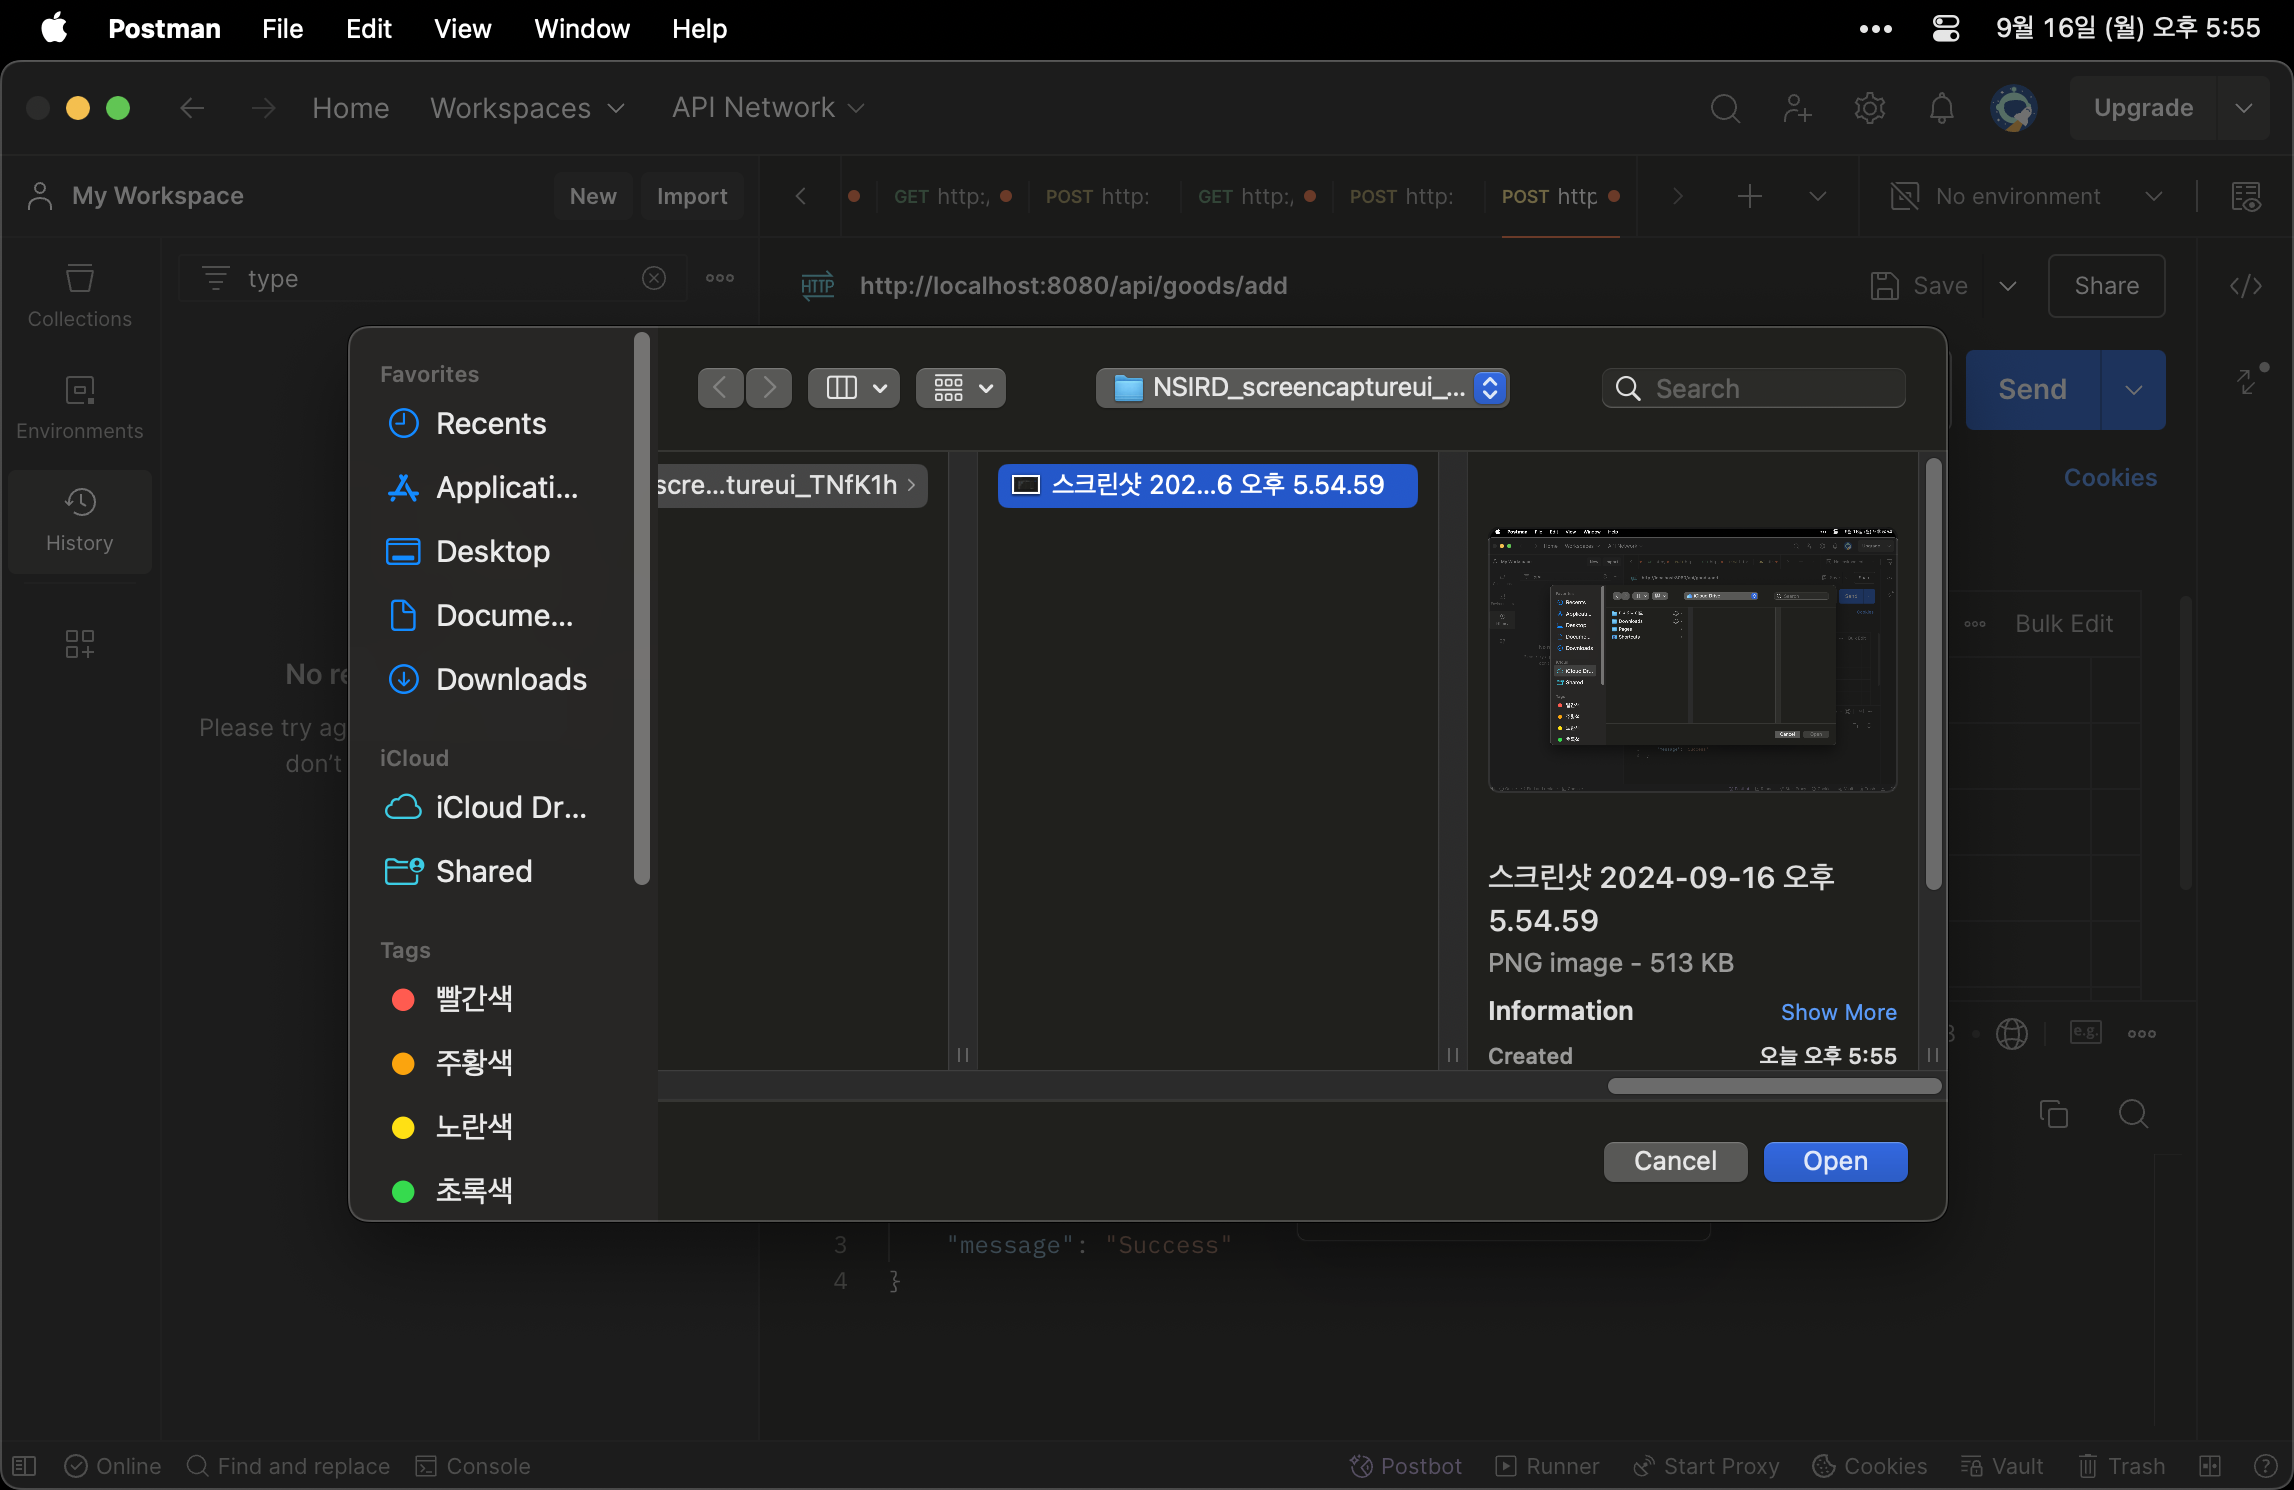 Postman File Edit View Window Help 9월 16일 (월) 오후 5:55
Home Workspaces API Network Upgrade
My Workspace New Import GET http:, POST http: GET http:, POST http: POST http No environment
type
http://localhost:8080/api/goods/add Save Share
Collections
Environments
History
Send
Cookies
Bulk Edit
No re
Please try ag
don't
Favorites
Recents
Applicati...
Desktop
Docume...
Downloads
iCloud
iCloud Dr...
Shared
Tags
빨간색
주황색
노란색
초록색
NSIRD_screencaptureui_... Search
scre...tureui_TNfK1h
스크린샷 202...6 오후 5.54.59
스크린샷 2024-09-16 오후
5.54.59
PNG image - 513 KB
Information Show More
Created 오늘 오후 5:55
Cancel Open
e.g.
3 "message": "Success"
4 }
Online Find and replace Console Postbot Runner Start Proxy Cookies Vault Trash